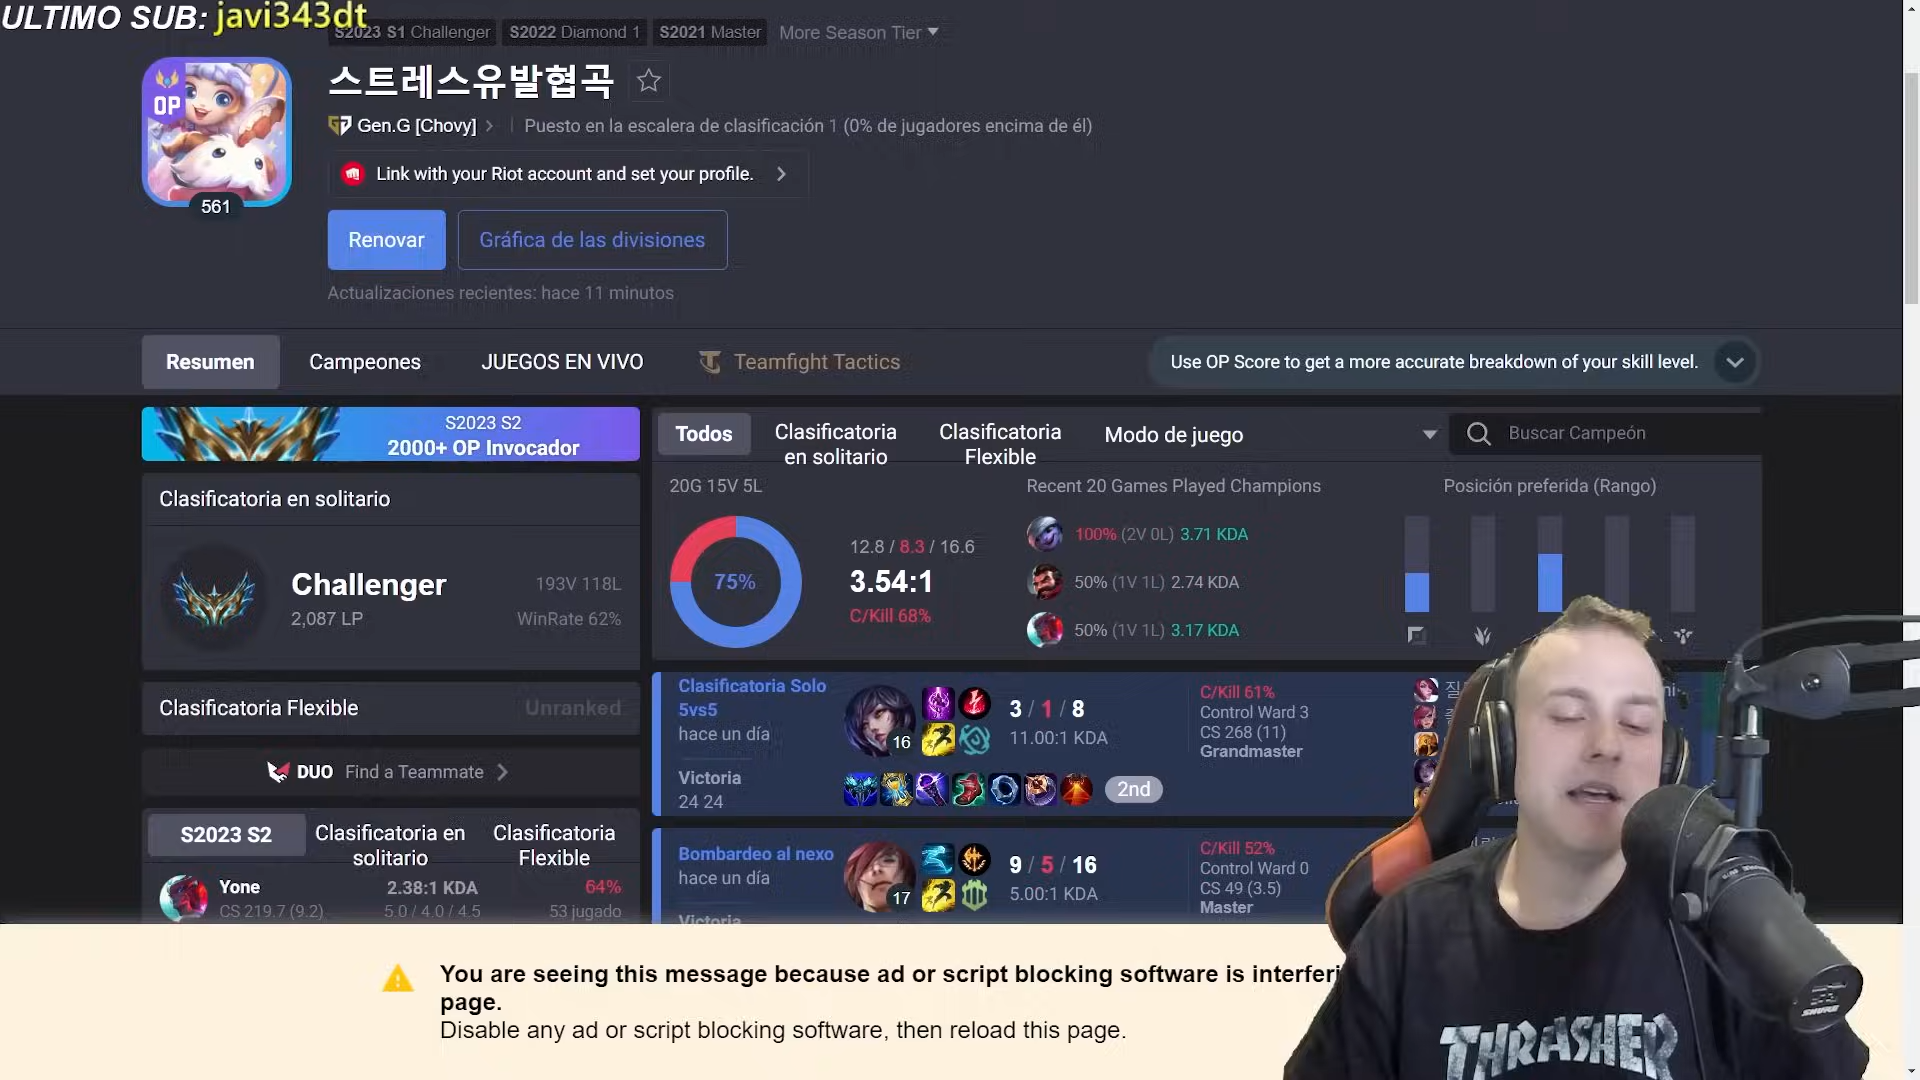 ULTIMO SUB: javi343dt
S2023 S1 Challenger
S2022 Diamond 1
S2021 Master
More Season Tier
OP
561
스트레스유발협곡
Gen.G [Chovy]
Puesto en la escalera de clasificación 1 (0% de jugadores encima de él)
Link with your Riot account and set your profile.
Renovar
Gráfica de las divisiones
Actualizaciones recientes: hace 11 minutos
Resumen
Campeones
JUEGOS EN VIVO
Teamfight Tactics
Use OP Score to get a more accurate breakdown of your skill level.
S2023 S2
2000+ OP Invocador
Clasificatoria en solitario
Challenger
2,087 LP
193V 118L
WinRate 62%
Clasificatoria Flexible
Unranked
DUO Find a Teammate
S2023 S2
Clasificatoria en
solitario
Clasificatoria
Flexible
Yone
CS 219.7 (9.2)
2.38:1 KDA
5.0 / 4.0 / 4.5
64%
53 jugado
Todos
Clasificatoria
en solitario
Clasificatoria
Flexible
Modo de juego
Buscar Campeón
20G 15V 5L
75%
12.8 / 8.3 / 16.6
3.54:1
C/Kill 68%
Recent 20 Games Played Champions
100% (2V 0L) 3.71 KDA
50% (1V 1L) 2.74 KDA
50% (1V 1L) 3.17 KDA
Posición preferida (Rango)
Clasificatoria Solo
5vs5
hace un día
Victoria
24 24
16
3 / 1 / 8
11.00:1 KDA
2nd
C/Kill 61%
Control Ward 3
CS 268 (11)
Grandmaster
Bombardeo al nexo
hace un día
Victoria
17
9 / 5 / 16
5.00:1 KDA
C/Kill 52%
Control Ward 0
CS 49 (3.5)
Master
You are seeing this message because ad or script blocking software is interferi
page.
Disable any ad or script blocking software, then reload this page.
THRASHER
SHURE